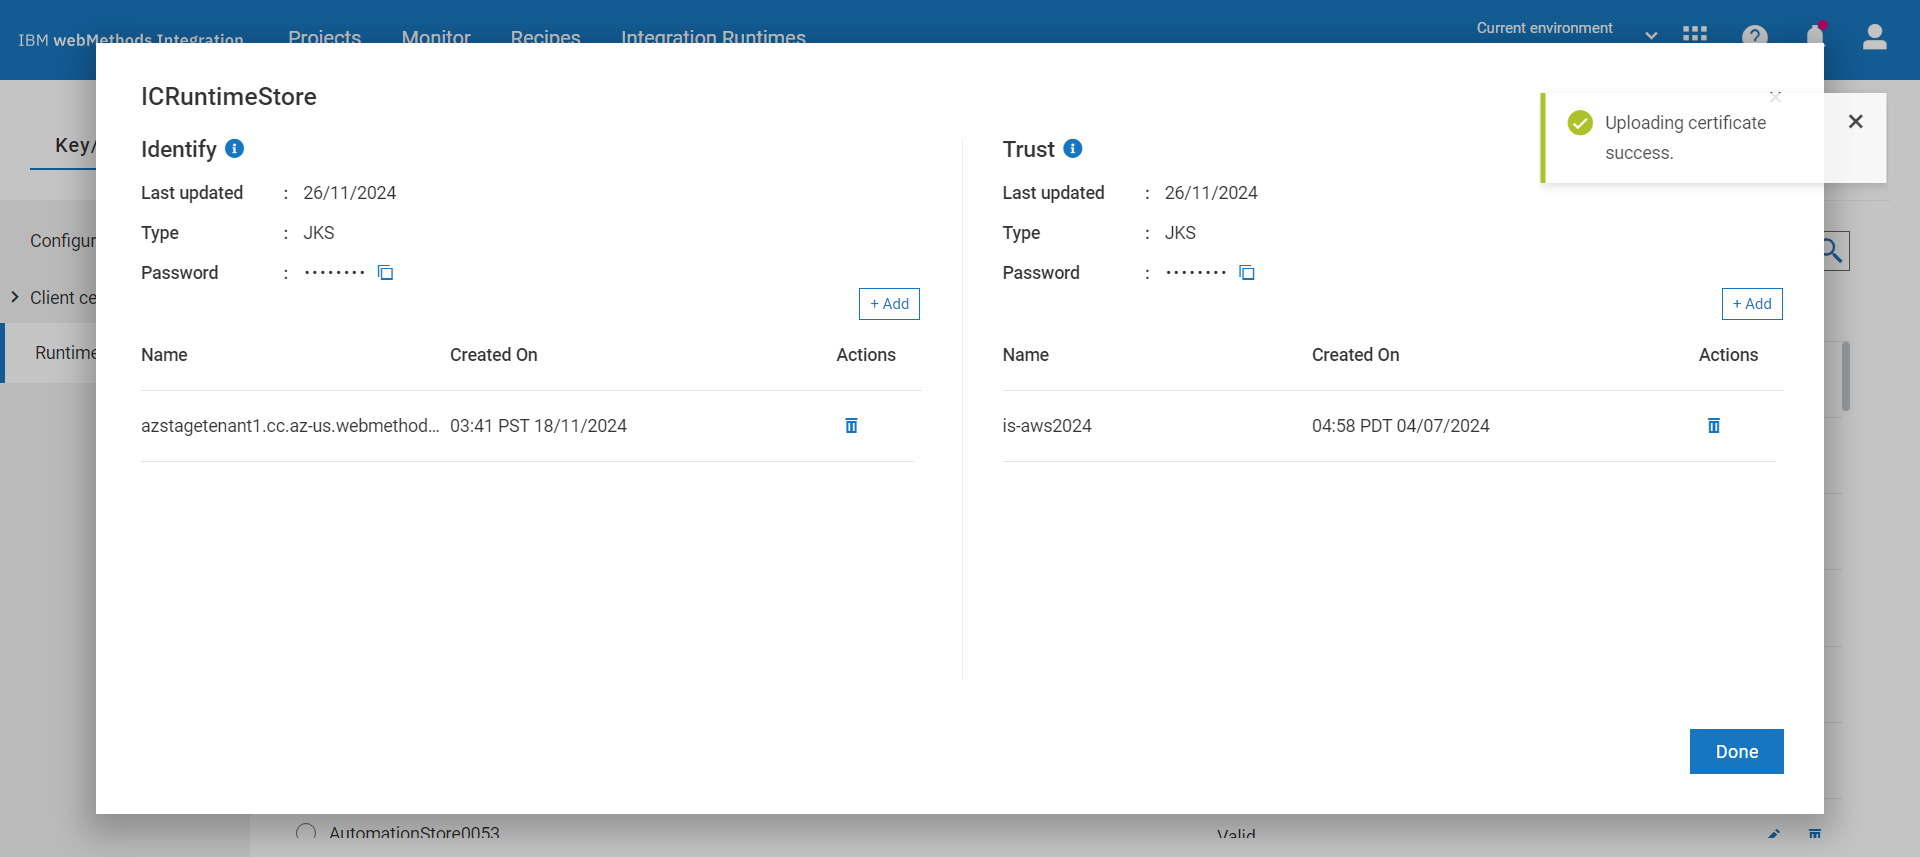 IBM webMethods Integration Projects Monitor Recipes Integration Runtimes Current environment
ICRuntimeStore
Uploading certificate
success.
Key/
Identify
Trust
Last updated : 26/11/2024
Last updated : 26/11/2024
Type : JKS
Type : JKS
Configur
Password : ········
Password : ········
+ Add
+ Add
Client ce
Runtime
Name Created On Actions
Name Created On Actions
azstagetenant1.cc.az-us.webmethod... 03:41 PST 18/11/2024
is-aws2024 04:58 PDT 04/07/2024
Done
AutomationStore0053 Valid